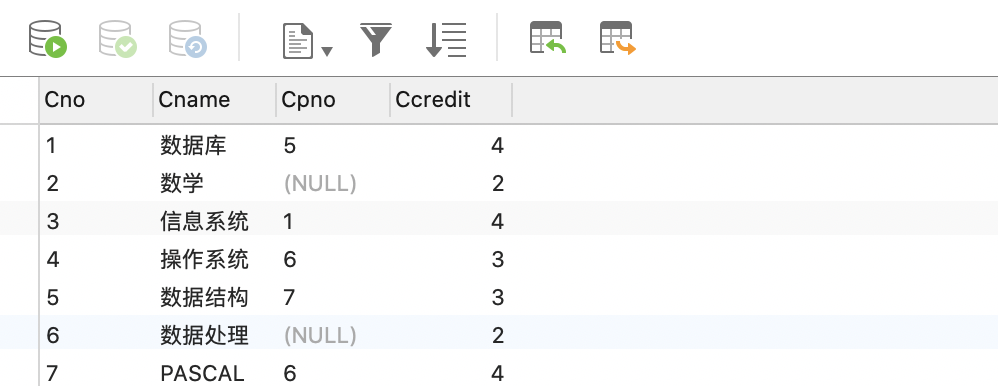 Cno Cname Cpno Ccredit
1 数据库 5 4
2 数学 (NULL) 2
3 信息系统 1 4
4 操作系统 6 3
5 数据结构 7 3
6 数据处理 (NULL) 2
7 PASCAL 6 4